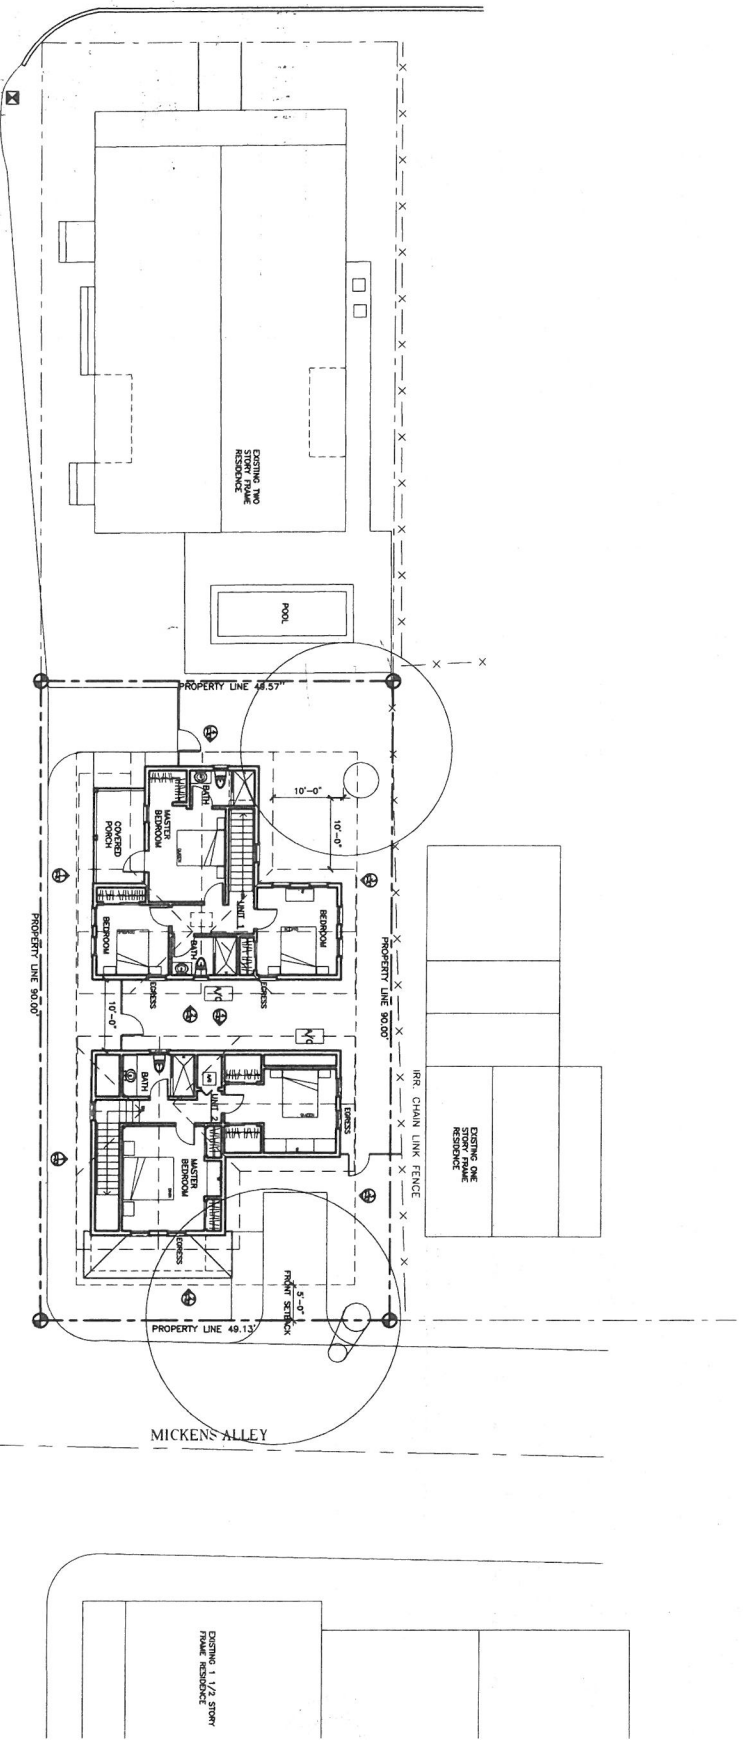 EXISTING TWO
STORY FRAME
RESIDENCE
POOL
PROPERTY LINE 49.57'
10'-0"
10'-0"
BATH
MASTER
BEDROOM
COVERED
PORCH
UNIT 1
BEDROOM
BEDROOM
BATH
PROPERTY LINE 90.00'
PROPERTY LINE 90.00'
EGRESS
EGRESS
A/C
10'-0"
A/C
BATH
UNIT 2
EGRESS
IRR. CHAIN LINK FENCE
EXISTING ONE
STORY FRAME
RESIDENCE
MASTER
BEDROOM
EGRESS
5'-0"
FRONT SETBACK
PROPERTY LINE 49.13'
MICKENS ALLEY
EXISTING 1 1/2 STORY
FRAME RESIDENCE